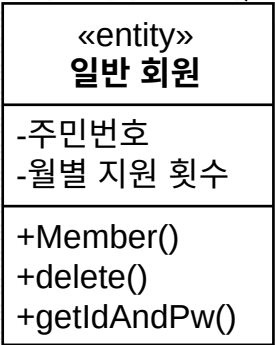 «entity»
일반 회원
-주민번호
-월별 지원 횟수
+Member()
+delete()
+getIdAndPw()